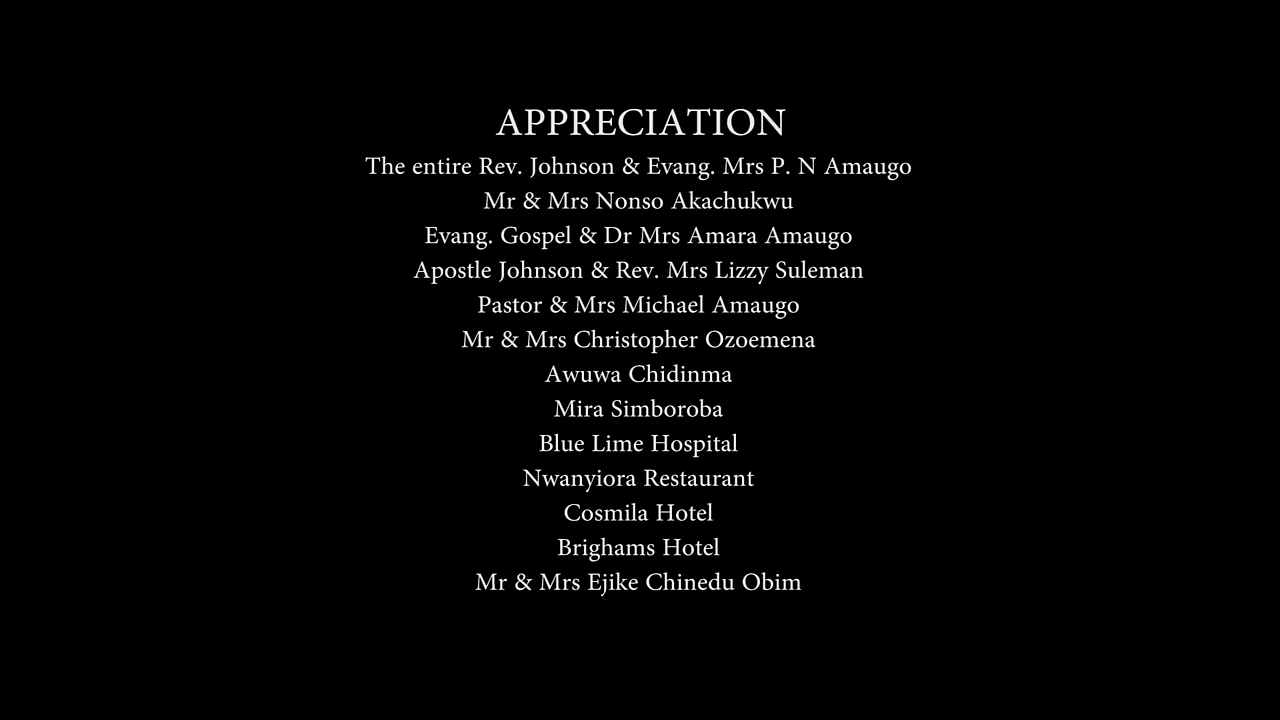 APPRECIATION
The entire Rev. Johnson & Evang. Mrs P. N Amaugo
Mr & Mrs Nonso Akachukwu
Evang. Gospel & Dr Mrs Amara Amaugo
Apostle Johnson & Rev. Mrs Lizzy Suleman
Pastor & Mrs Michael Amaugo
Mr & Mrs Christopher Ozoemena
Awuwa Chidinma
Mira Simboroba
Blue Lime Hospital
Nwanyiora Restaurant
Cosmila Hotel
Brighams Hotel
Mr & Mrs Ejike Chinedu Obim